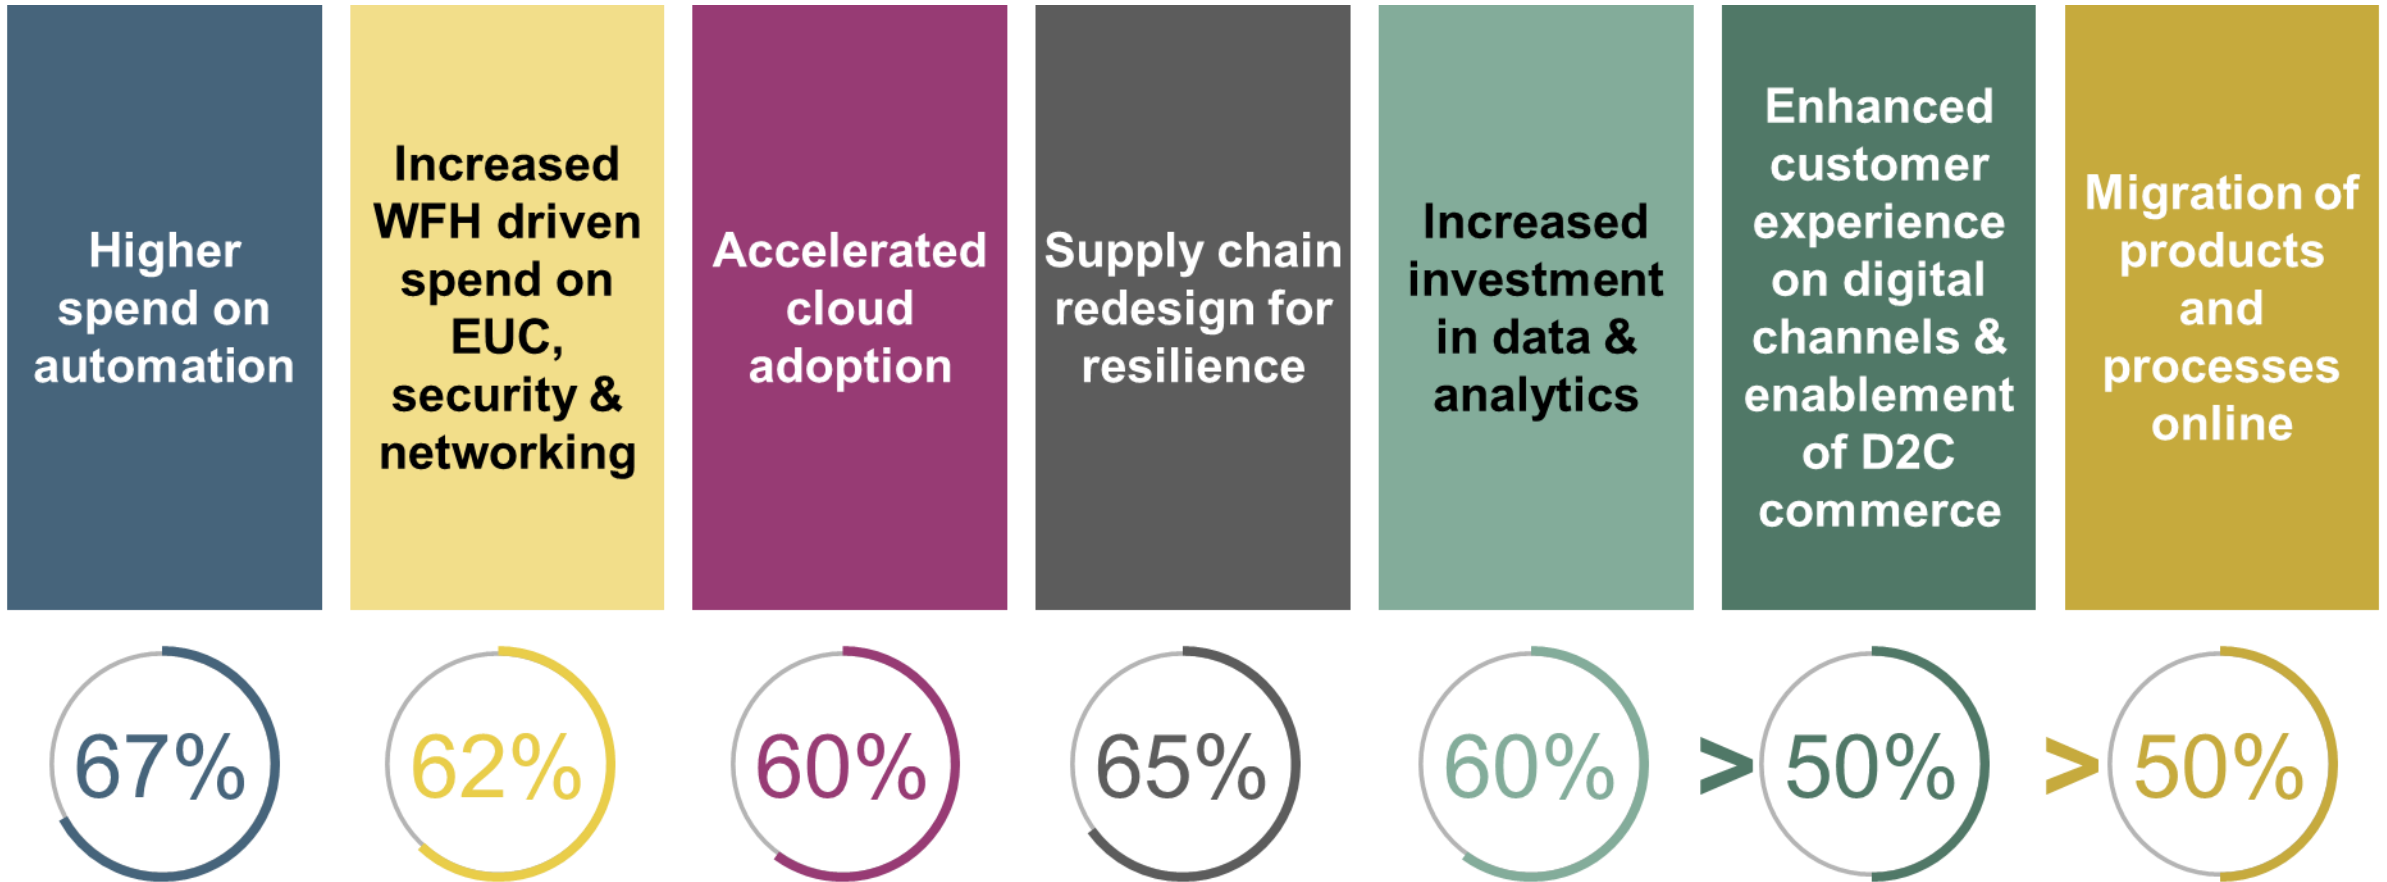 Higher
spend on
automation
Increased
WFH driven
spend on
EUC,
security &
networking
Accelerated
cloud
adoption
Supply chain
redesign for
resilience
Increased
investment
in data &
analytics
Enhanced
customer
experience
on digital
channels &
enablement
of D2C
commerce
Migration of
products
and
processes
online
67%
62%
60%
65%
60%
> 50%
> 50%